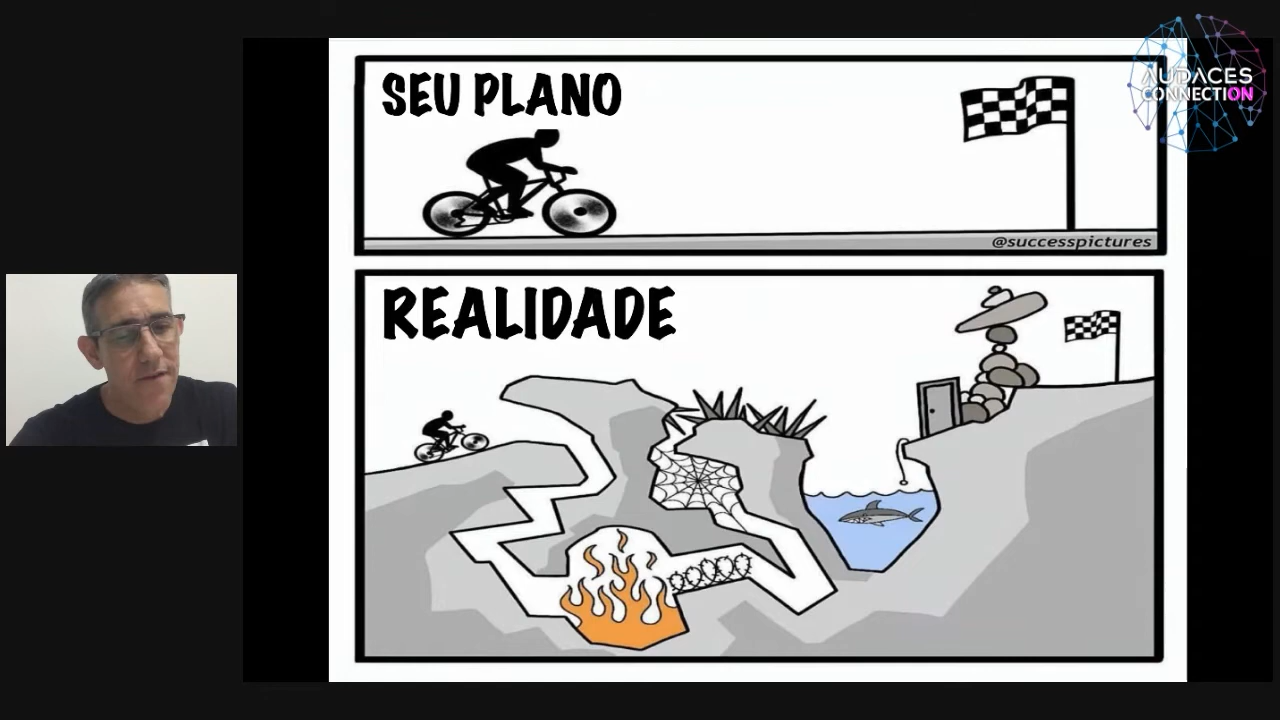 SEU PLANO
AUDACES
CONNECTION
@successpictures
REALIDADE